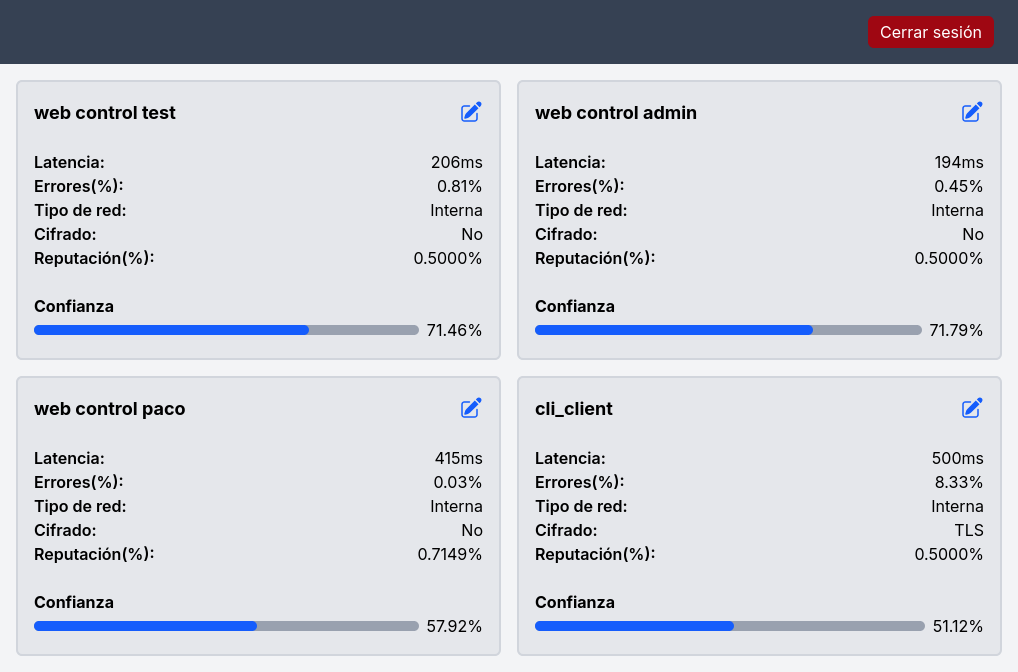 Cerrar sesión
web control test
Latencia: 206ms
Errores(%): 0.81%
Tipo de red: Interna
Cifrado: No
Reputación(%): 0.5000%
Confianza
71.46%
web control admin
Latencia: 194ms
Errores(%): 0.45%
Tipo de red: Interna
Cifrado: No
Reputación(%): 0.5000%
Confianza
71.79%
web control paco
Latencia: 415ms
Errores(%): 0.03%
Tipo de red: Interna
Cifrado: No
Reputación(%): 0.7149%
Confianza
57.92%
cli_client
Latencia: 500ms
Errores(%): 8.33%
Tipo de red: Interna
Cifrado: TLS
Reputación(%): 0.5000%
Confianza
51.12%